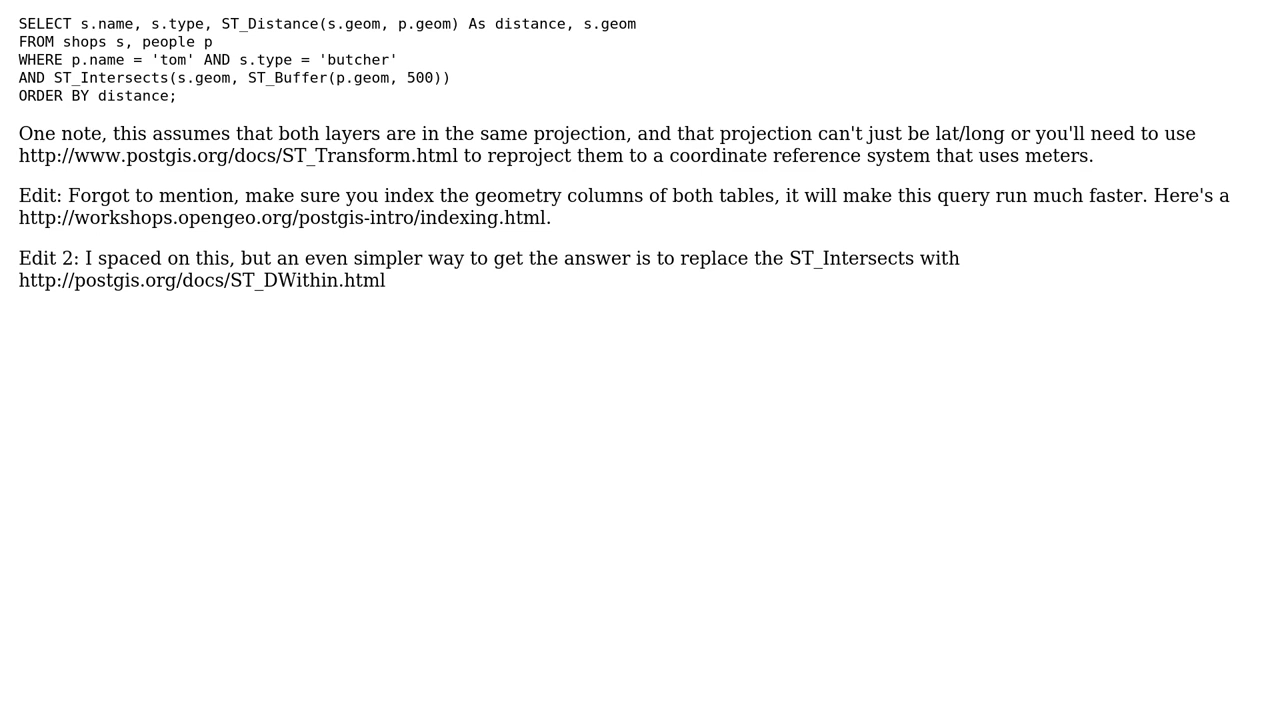 SELECT s.name, s.type, ST_Distance(s.geom, p.geom) As distance, s.geom
FROM shops s, people p
WHERE p.name = 'tom' AND s.type = 'butcher'
AND ST_Intersects(s.geom, ST_Buffer(p.geom, 500))
ORDER BY distance;
One note, this assumes that both layers are in the same projection, and that projection can't just be lat/long or you'll need to use
http://www.postgis.org/docs/ST_Transform.html to reproject them to a coordinate reference system that uses meters.
Edit: Forgot to mention, make sure you index the geometry columns of both tables, it will make this query run much faster. Here's a
http://workshops.opengeo.org/postgis-intro/indexing.html.
Edit 2: I spaced on this, but an even simpler way to get the answer is to replace the ST_Intersects with
http://postgis.org/docs/ST_DWithin.html